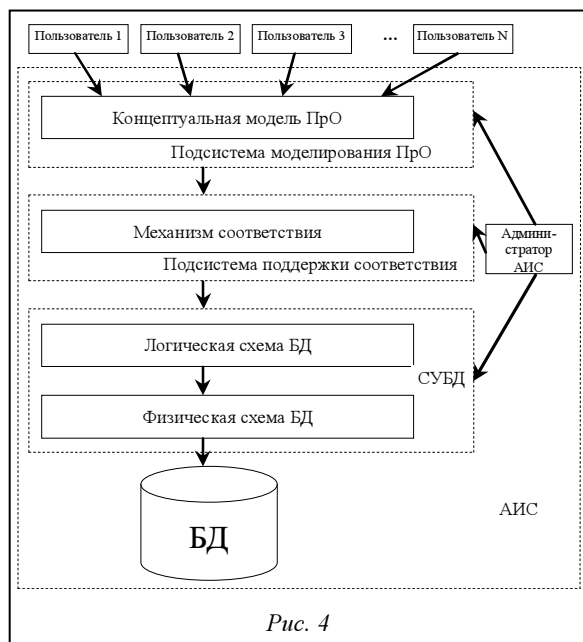 Пользователь 1 Пользователь 2 Пользователь 3 ... Пользователь N
Концептуальная модель ПрО
Подсистема моделирования ПрО
Механизм соответствия
Подсистема поддержки соответствия
Админи-
стратор
АИС
Логическая схема БД
СУБД
Физическая схема БД
БД
АИС
Рис. 4